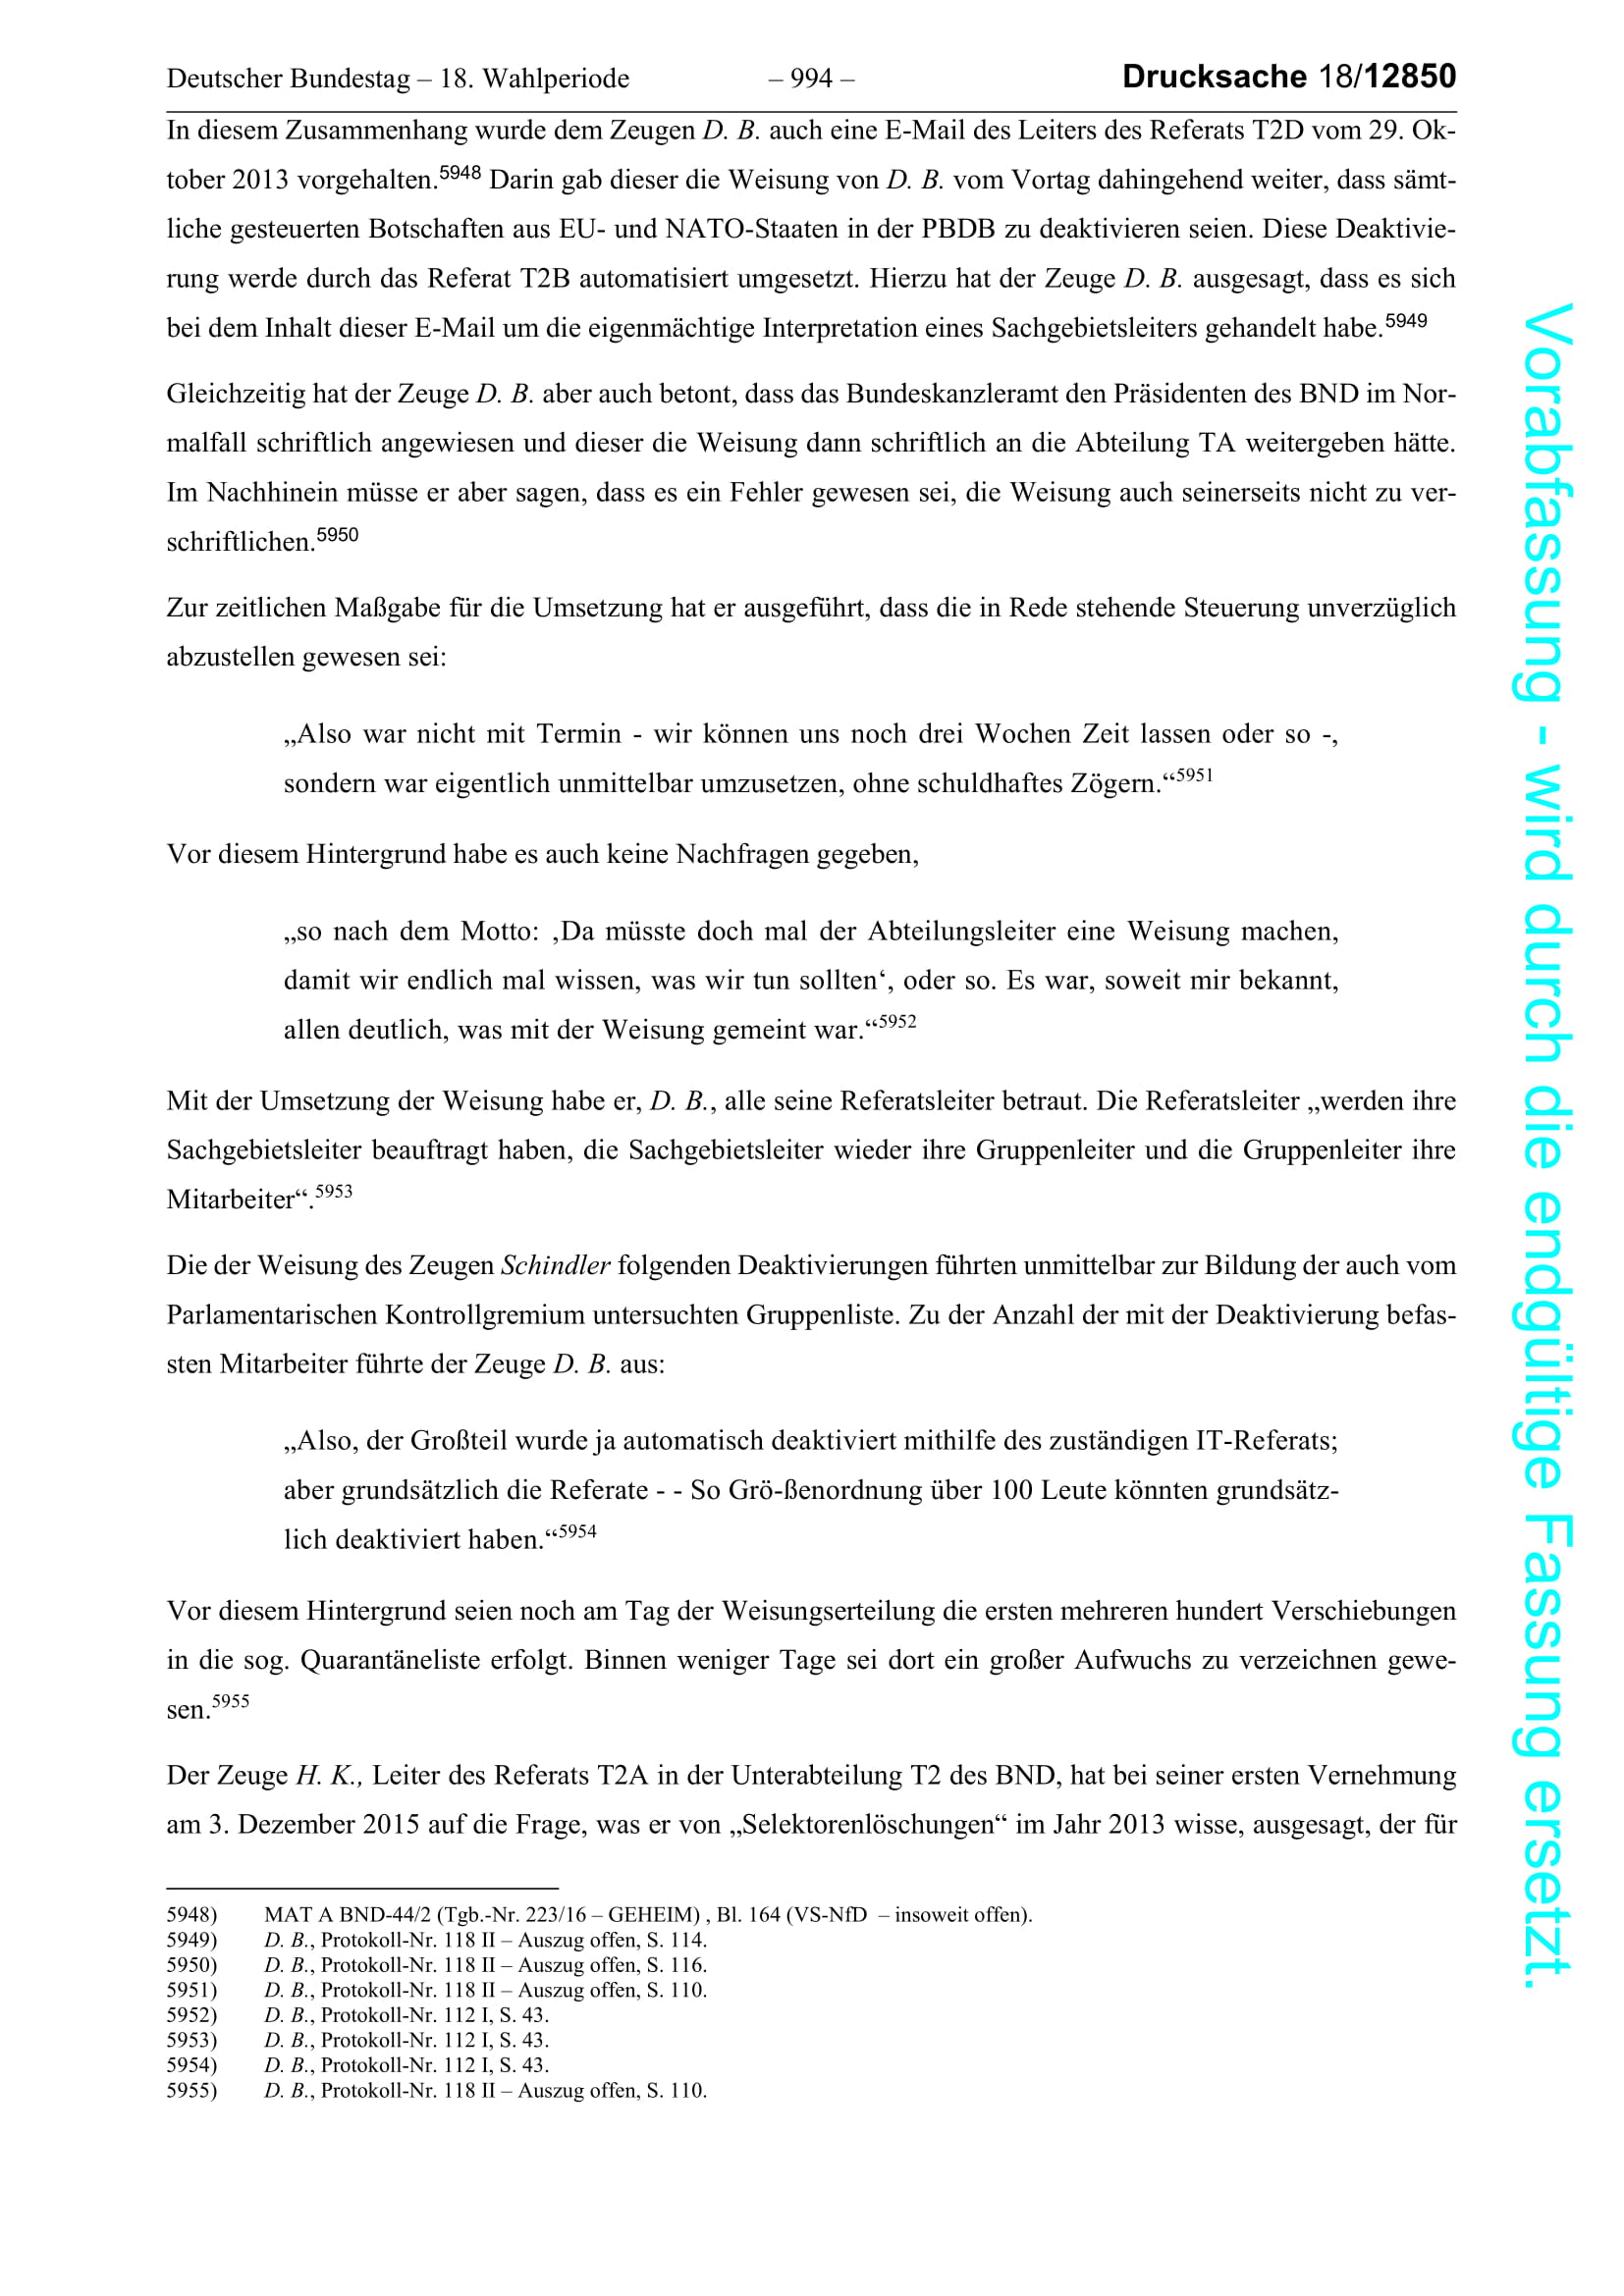 Deutscher Bundestag – 18. Wahlperiode – 994 – Drucksache 18/12850
In diesem Zusammenhang wurde dem Zeugen D. B. auch eine E-Mail des Leiters des Referats T2D vom 29. Ok-
tober 2013 vorgehalten.5948 Darin gab dieser die Weisung von D. B. vom Vortag dahingehend weiter, dass sämt-
liche gesteuerten Botschaften aus EU- und NATO-Staaten in der PBDB zu deaktivieren seien. Diese Deaktivie-
rung werde durch das Referat T2B automatisiert umgesetzt. Hierzu hat der Zeuge D. B. ausgesagt, dass es sich
bei dem Inhalt dieser E-Mail um die eigenmächtige Interpretation eines Sachgebietsleiters gehandelt habe.5949
Gleichzeitig hat der Zeuge D. B. aber auch betont, dass das Bundeskanzleramt den Präsidenten des BND im Nor-
malfall schriftlich angewiesen und dieser die Weisung dann schriftlich an die Abteilung TA weitergeben hätte.
Im Nachhinein müsse er aber sagen, dass es ein Fehler gewesen sei, die Weisung auch seinerseits nicht zu ver-
schriftlichen.5950
Zur zeitlichen Maßgabe für die Umsetzung hat er ausgeführt, dass die in Rede stehende Steuerung unverzüglich
abzustellen gewesen sei:
„Also war nicht mit Termin - wir können uns noch drei Wochen Zeit lassen oder so -,
sondern war eigentlich unmittelbar umzusetzen, ohne schuldhaftes Zögern.“5951
Vor diesem Hintergrund habe es auch keine Nachfragen gegeben,
„so nach dem Motto: ‚Da müsste doch mal der Abteilungsleiter eine Weisung machen,
damit wir endlich mal wissen, was wir tun sollten‘, oder so. Es war, soweit mir bekannt,
allen deutlich, was mit der Weisung gemeint war.“5952
Mit der Umsetzung der Weisung habe er, D. B., alle seine Referatsleiter betraut. Die Referatsleiter „werden ihre
Sachgebietsleiter beauftragt haben, die Sachgebietsleiter wieder ihre Gruppenleiter und die Gruppenleiter ihre
Mitarbeiter“.5953
Die der Weisung des Zeugen Schindler folgenden Deaktivierungen führten unmittelbar zur Bildung der auch vom
Parlamentarischen Kontrollgremium untersuchten Gruppenliste. Zu der Anzahl der mit der Deaktivierung befas-
sten Mitarbeiter führte der Zeuge D. B. aus:
„Also, der Großteil wurde ja automatisch deaktiviert mithilfe des zuständigen IT-Referats;
aber grundsätzlich die Referate - - So Grö-ßenordnung über 100 Leute könnten grundsätz-
lich deaktiviert haben.“5954
Vor diesem Hintergrund seien noch am Tag der Weisungserteilung die ersten mehreren hundert Verschiebungen
in die sog. Quarantäneliste erfolgt. Binnen weniger Tage sei dort ein großer Aufwuchs zu verzeichnen gewe-
sen.5955
Der Zeuge H. K., Leiter des Referats T2A in der Unterabteilung T2 des BND, hat bei seiner ersten Vernehmung
am 3. Dezember 2015 auf die Frage, was er von „Selektorenlöschungen“ im Jahr 2013 wisse, ausgesagt, der für
5948) MAT A BND-44/2 (Tgb.-Nr. 223/16 – GEHEIM) , Bl. 164 (VS-NfD – insoweit offen).
5949) D. B., Protokoll-Nr. 118 II – Auszug offen, S. 114.
5950) D. B., Protokoll-Nr. 118 II – Auszug offen, S. 116.
5951) D. B., Protokoll-Nr. 118 II – Auszug offen, S. 110.
5952) D. B., Protokoll-Nr. 112 I, S. 43.
5953) D. B., Protokoll-Nr. 112 I, S. 43.
5954) D. B., Protokoll-Nr. 112 I, S. 43.
5955) D. B., Protokoll-Nr. 118 II – Auszug offen, S. 110.
Vorabfassung - wird durch die endgültige Fassung ersetzt.